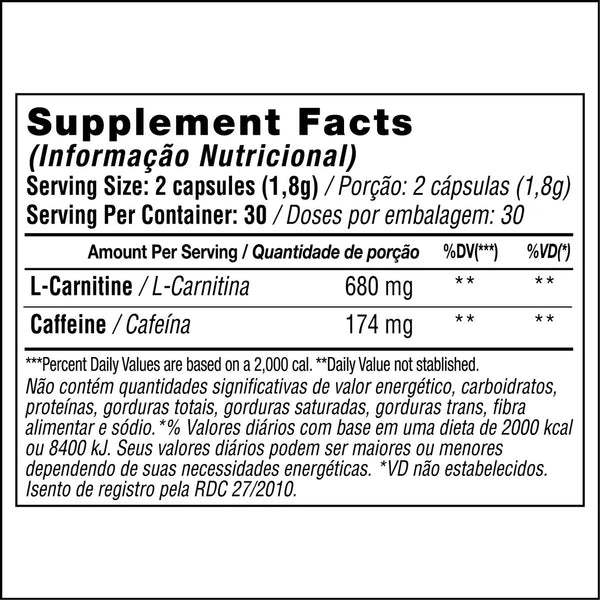 Supplement Facts
(Informação Nutricional)
Serving Size: 2 capsules (1,8g) / Porção: 2 cápsulas (1,8g)
Serving Per Container: 30 / Doses por embalagem: 30
Amount Per Serving / Quantidade de porção %DV(***) %VD(*)
L-Carnitine / L-Carnitina 680 mg ** **
Caffeine / Cafeína 174 mg ** **
***Percent Daily Values are based on a 2,000 cal. **Daily Value not stablished.
Não contém quantidades significativas de valor energético, carboidratos,
proteínas, gorduras totais, gorduras saturadas, gorduras trans, fibra
alimentar e sódio. *% Valores diários com base em uma dieta de 2000 kcal
ou 8400 kJ. Seus valores diários podem ser maiores ou menores
dependendo de suas necessidades energéticas. *VD não estabelecidos.
Isento de registro pela RDC 27/2010.